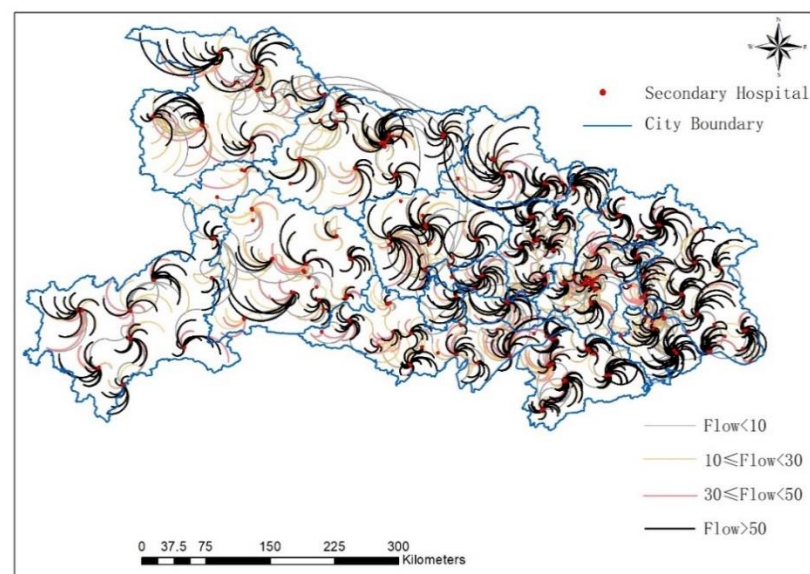 N
W
E
S
Secondary Hospital
City Boundary
Flow<10
10≤Flow<30
30≤Flow<50
Flow>50
0 37.5 75 150 225 300
Kilometers